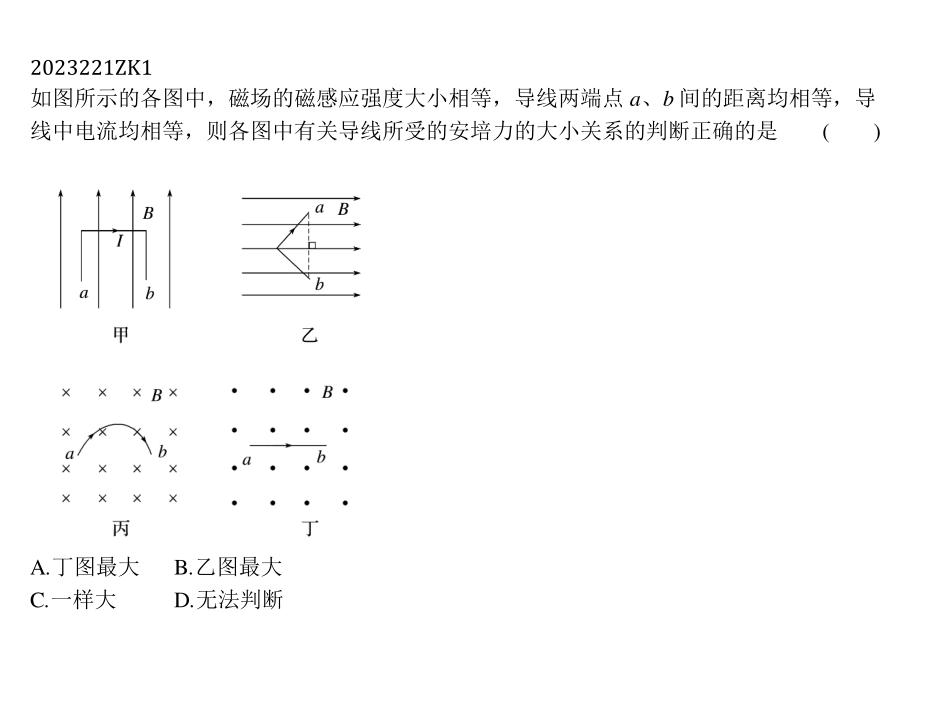 2023221ZK1
如图所示的各图中，磁场的磁感应强度大小相等，导线两端点 a、b 间的距离均相等，导
线中电流均相等，则各图中有关导线所受的安培力的大小关系的判断正确的是 ( )
B
I
a b
甲
a B
b
乙
B
a b
丙
B
a b
丁
A.丁图最大 B.乙图最大
C.一样大 D.无法判断